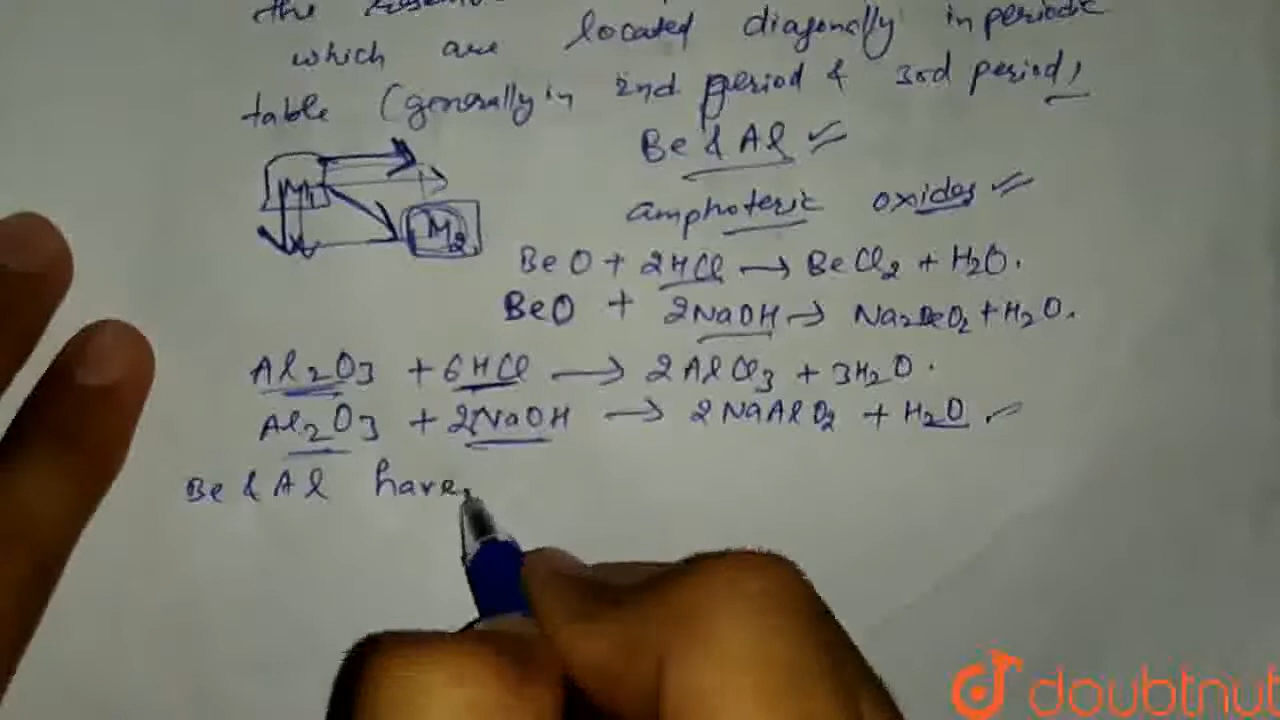 the
which are located diagonally in periodic
table (generally in 2nd period & 3rd period)
Be & Al
M1
M2
amphoteric oxides
BeO + 2HCl → BeCl2 + H2O.
BeO + 2NaOH → Na2BeO2 + H2O.
Al2O3 + 6HCl → 2AlCl3 + 3H2O.
Al2O3 + 2NaOH → 2NaAlO2 + H2O
Be & Al have
doubtnut